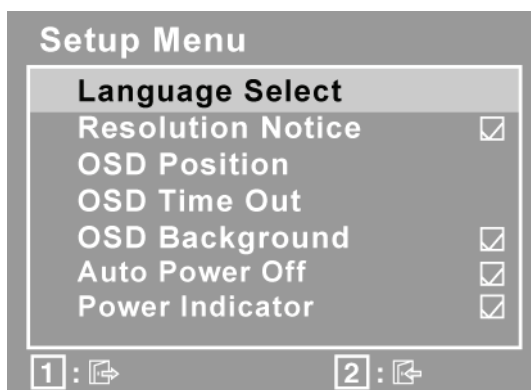 Setup Menu
Language Select
Resolution Notice
OSD Position
OSD Time Out
OSD Background
Auto Power Off
Power Indicator
1 : 2 :